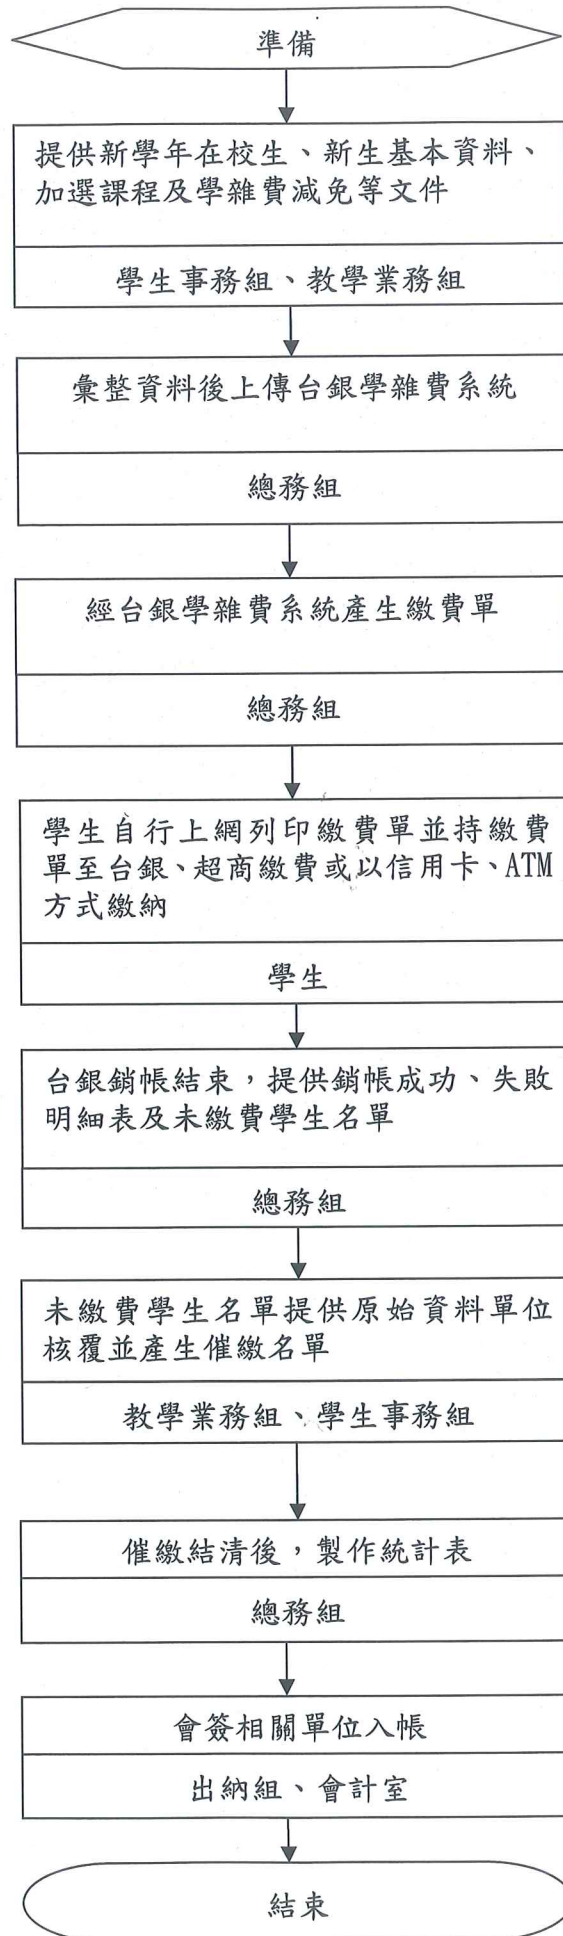 準備
提供新學年在校生、新生基本資料、
加選課程及學雜費減免等文件
學生事務組、教學業務組
彙整資料後上傳台銀學雜費系統
總務組
經台銀學雜費系統產生繳費單
總務組
學生自行上網列印繳費單並持繳費
單至台銀、超商繳費或以信用卡、ATM
方式繳納
學生
台銀銷帳結束，提供銷帳成功、失敗
明細表及未繳費學生名單
總務組
未繳費學生名單提供原始資料單位
核覆並產生催繳名單
教學業務組、學生事務組
催繳結清後，製作統計表
總務組
會簽相關單位入帳
出納組、會計室
結束